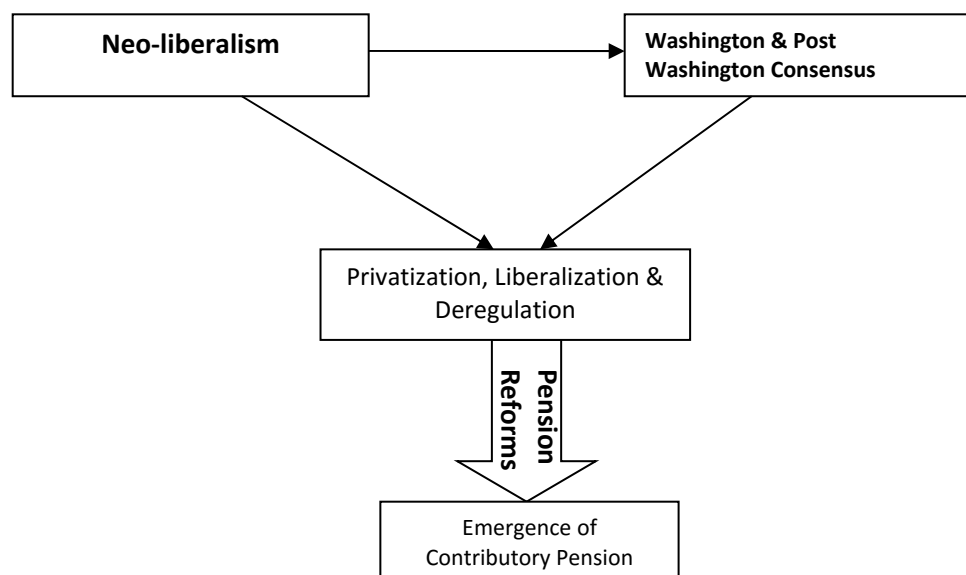 Neo-liberalism
Washington & Post
Washington Consensus
Privatization, Liberalization &
Deregulation
Pension
Reforms
Emergence of
Contributory Pension